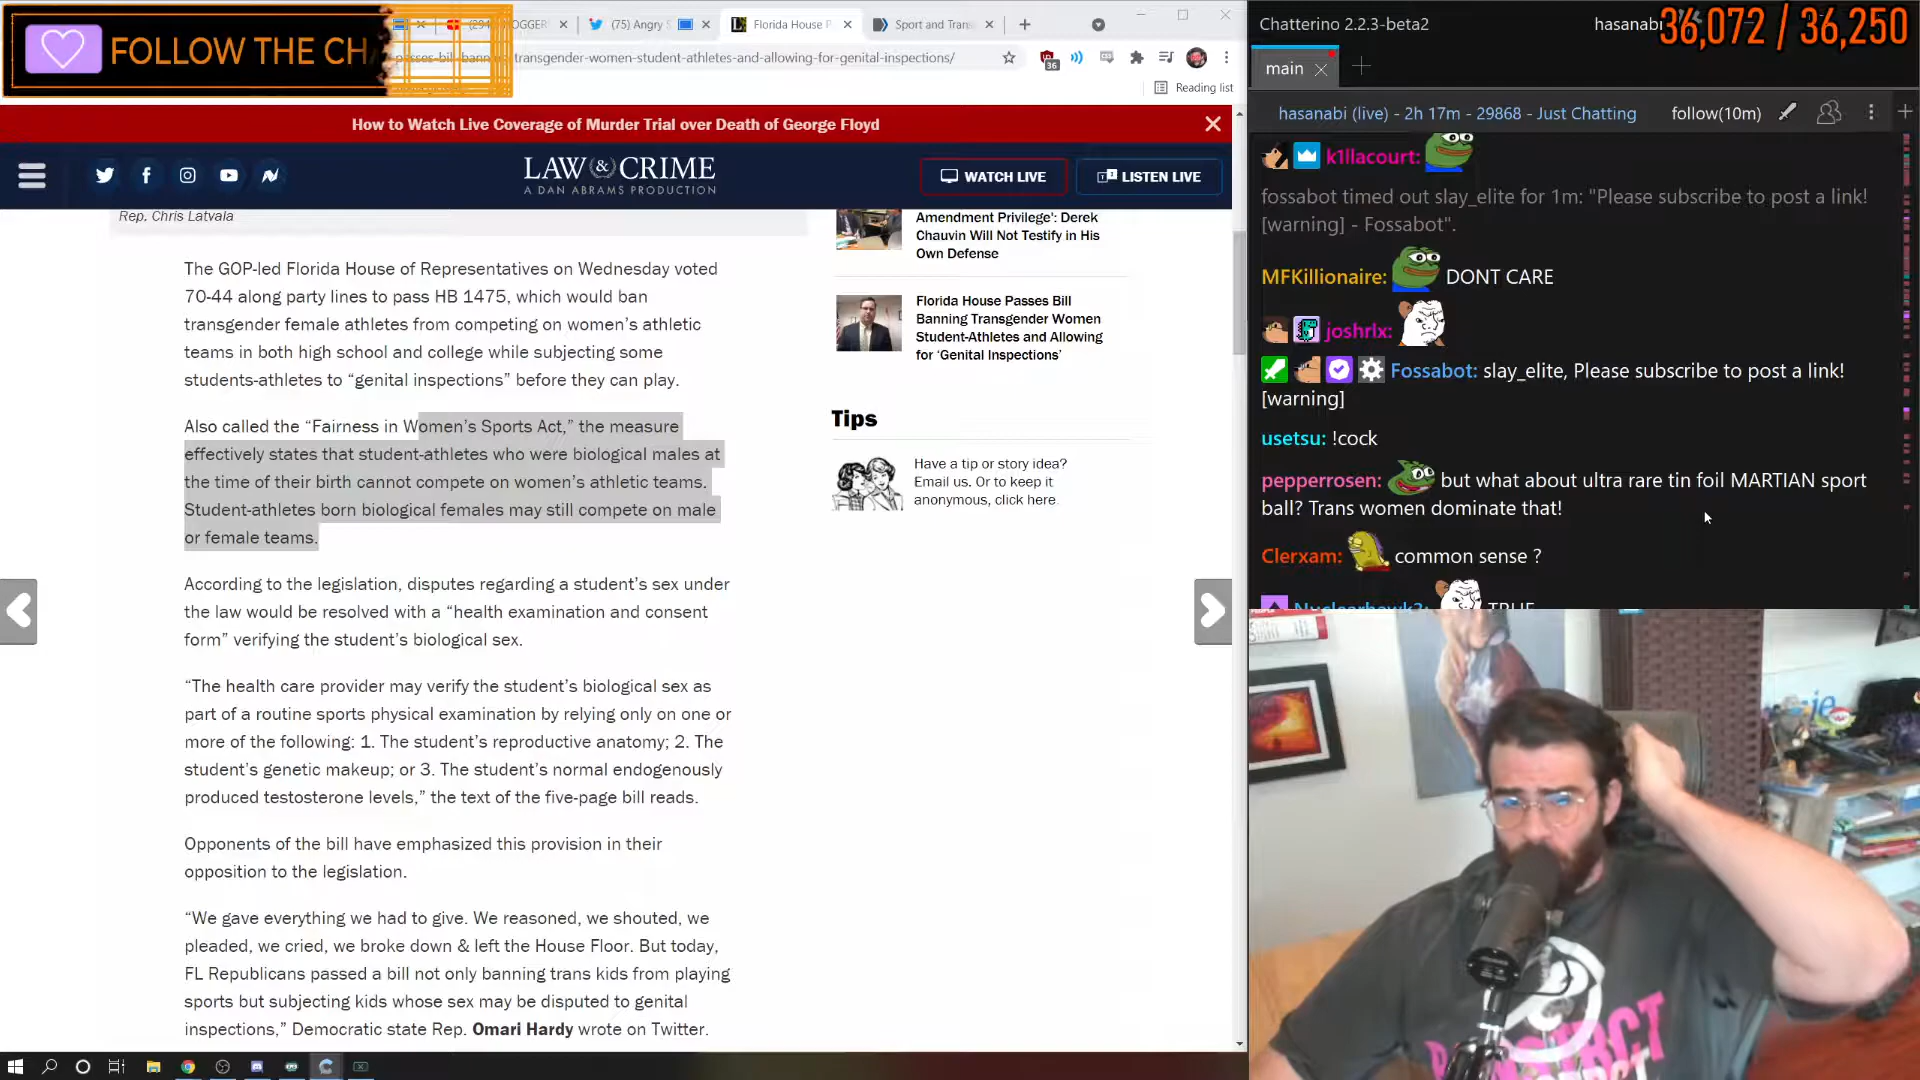 FOLLOW THE CH
LOGGER
(75) Angry S
Florida House P
Sport and Trans
passes-bill-banning-transgender-women-student-athletes-and-allowing-for-genital-inspections/
36
Reading list
How to Watch Live Coverage of Murder Trial over Death of George Floyd
LAW & CRIME
A DAN ABRAMS PRODUCTION
WATCH LIVE
LISTEN LIVE
Rep. Chris Latvala
The GOP-led Florida House of Representatives on Wednesday voted
70-44 along party lines to pass HB 1475, which would ban
transgender female athletes from competing on women's athletic
teams in both high school and college while subjecting some
students-athletes to “genital inspections” before they can play.
Also called the “Fairness in Women's Sports Act,” the measure
effectively states that student-athletes who were biological males at
the time of their birth cannot compete on women's athletic teams.
Student-athletes born biological females may still compete on male
or female teams.
According to the legislation, disputes regarding a student's sex under
the law would be resolved with a “health examination and consent
form” verifying the student's biological sex.
“The health care provider may verify the student's biological sex as
part of a routine sports physical examination by relying only on one or
more of the following: 1. The student's reproductive anatomy; 2. The
student's genetic makeup; or 3. The student's normal endogenously
produced testosterone levels,” the text of the five-page bill reads.
Opponents of the bill have emphasized this provision in their
opposition to the legislation.
“We gave everything we had to give. We reasoned, we shouted, we
pleaded, we cried, we broke down & left the House Floor. But today,
FL Republicans passed a bill not only banning trans kids from playing
sports but subjecting kids whose sex may be disputed to genital
inspections,” Democratic state Rep. Omari Hardy wrote on Twitter.
Amendment Privilege': Derek
Chauvin Will Not Testify in His
Own Defense
Florida House Passes Bill
Banning Transgender Women
Student-Athletes and Allowing
for 'Genital Inspections'
Tips
Have a tip or story idea?
Email us. Or to keep it
anonymous, click here.
Chatterino 2.2.3-beta2
hasanabi
36,072 / 36,250
main
hasanabi (live) - 2h 17m - 29868 - Just Chatting
follow(10m)
k1llacourt:
fossabot timed out slay_elite for 1m: "Please subscribe to post a link!
[warning] - Fossabot".
MFKillionaire: DONT CARE
joshrlx:
Fossabot: slay_elite, Please subscribe to post a link!
[warning]
usetsu: !cock
pepperrosen: but what about ultra rare tin foil MARTIAN sport
ball? Trans women dominate that!
Clerxam: common sense ?
TRUE